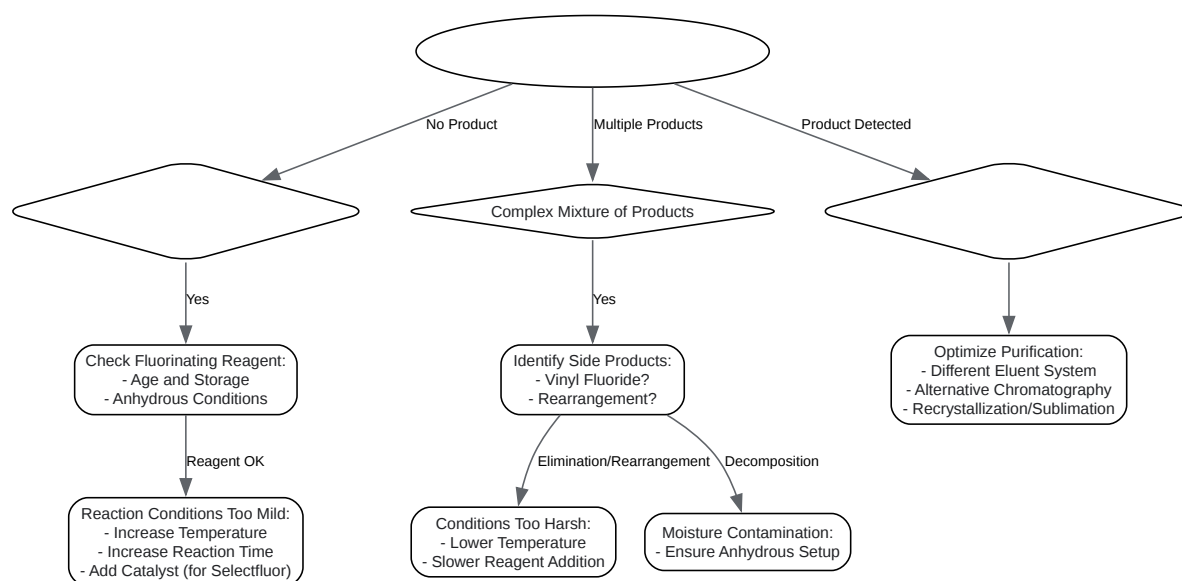 No Product
Multiple Products
Product Detected
Complex Mixture of Products
Yes
Yes
Check Fluorinating Reagent:
- Age and Storage
- Anhydrous Conditions
Identify Side Products:
- Vinyl Fluoride?
- Rearrangement?
Optimize Purification:
- Different Eluent System
- Alternative Chromatography
- Recrystallization/Sublimation
Reagent OK
Elimination/Rearrangement
Decomposition
Reaction Conditions Too Mild:
- Increase Temperature
- Increase Reaction Time
- Add Catalyst (for Selectfluor)
Conditions Too Harsh:
- Lower Temperature
- Slower Reagent Addition
Moisture Contamination:
- Ensure Anhydrous Setup